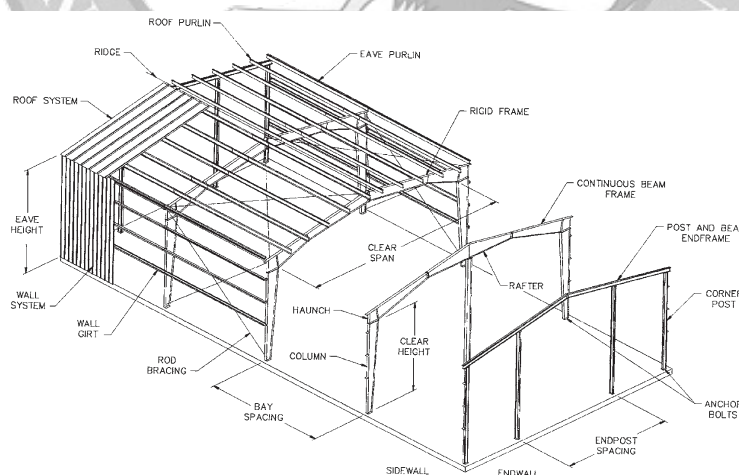 ROOF PURLIN
RIDGE
EAVE PURLIN
ROOF SYSTEM
RIGID FRAME
CONTINUOUS BEAM
FRAME
EAVE
HEIGHT
CLEAR
SPAN
POST AND BEA
ENDFRAME
RAFTER
WALL
SYSTEM
HAUNCH
CORNER
POST
WALL
GIRT
CLEAR
HEIGHT
COLUMN
ROD
BRACING
BAY
SPACING
ANCHOR
BOLTS
ENDPOST
SPACING
SIDEWALL
ENDWALL